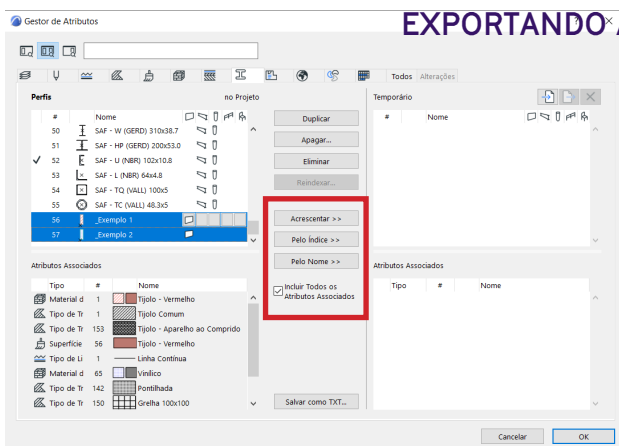 EXPORTANDO
Gestor de Atributos
Todos Alterações
Perfis no Projeto
# Nome
50 SAF - W (GERD) 310x38.7
51 SAF - HP (GERD) 200x53.0
52 SAF - U (NBR) 102x10.8
53 SAF - L (NBR) 64x4.8
54 SAF - TQ (VALL) 100x5
55 SAF - TC (VALL) 48.3x5
56 _Exemplo 1
57 _Exemplo 2
Atributos Associados
Tipo # Nome
Material d 1 Tijolo - Vermelho
Tipo de Tr 1 Tijolo Comum
Tipo de Tr 153 Tijolo - Aparelho ao Comprido
Superfície 56 Tijolo - Vermelho
Tipo de Li 1 Linha Contínua
Material d 65 Vinílico
Tipo de Tr 142 Pontilhada
Tipo de Tr 150 Grelha 100x100
Duplicar
Apagar...
Eliminar
Reindexar...
Acrescentar >>
Pelo Índice >>
Pelo Nome >>
Incluir Todos os
Atributos Associados
Salvar como TXT...
Temporário
# Nome
Atributos Associados
Tipo # Nome
Cancelar OK